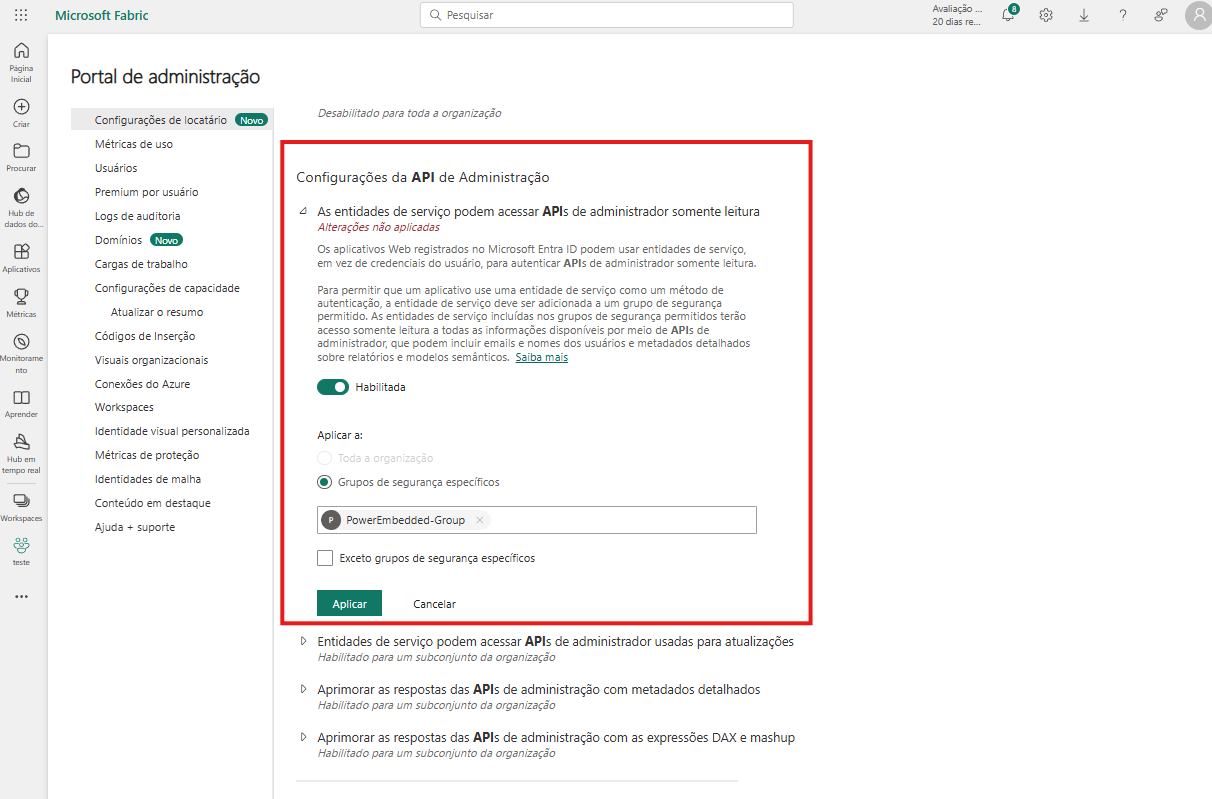 Microsoft Fabric
Pesquisar
Avaliação ...
20 dias re...
8
Página
Inicial
Criar
Procurar
Hub de
dados do...
Aplicativos
Métricas
Monitorame
nto
Aprender
Hub em
tempo real
Workspaces
teste
Portal de administração
Configurações de locatário Novo
Métricas de uso
Usuários
Premium por usuário
Logs de auditoria
Domínios Novo
Cargas de trabalho
Configurações de capacidade
Atualizar o resumo
Códigos de Inserção
Visuais organizacionais
Conexões do Azure
Workspaces
Identidade visual personalizada
Métricas de proteção
Identidades de malha
Conteúdo em destaque
Ajuda + suporte
Desabilitado para toda a organização
Configurações da API de Administração
As entidades de serviço podem acessar APIs de administrador somente leitura
Alterações não aplicadas
Os aplicativos Web registrados no Microsoft Entra ID podem usar entidades de serviço,
em vez de credenciais do usuário, para autenticar APIs de administrador somente leitura.
Para permitir que um aplicativo use uma entidade de serviço como um método de
autenticação, a entidade de serviço deve ser adicionada a um grupo de segurança
permitido. As entidades de serviço incluídas nos grupos de segurança permitidos terão
acesso somente leitura a todas as informações disponíveis por meio de APIs de
administrador, que podem incluir emails e nomes dos usuários e metadados detalhados
sobre relatórios e modelos semânticos. Saiba mais
Habilitada
Aplicar a:
Toda a organização
Grupos de segurança específicos
P PowerEmbedded-Group
Exceto grupos de segurança específicos
Aplicar Cancelar
Entidades de serviço podem acessar APIs de administrador usadas para atualizações
Habilitado para um subconjunto da organização
Aprimorar as respostas das APIs de administração com metadados detalhados
Habilitado para um subconjunto da organização
Aprimorar as respostas das APIs de administração com as expressões DAX e mashup
Habilitado para um subconjunto da organização